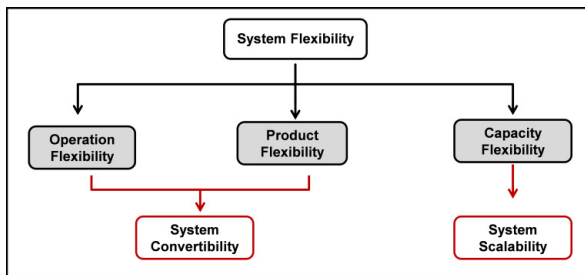 System Flexibility
Operation
Flexibility
Product
Flexibility
Capacity
Flexibility
System
Convertibility
System
Scalability